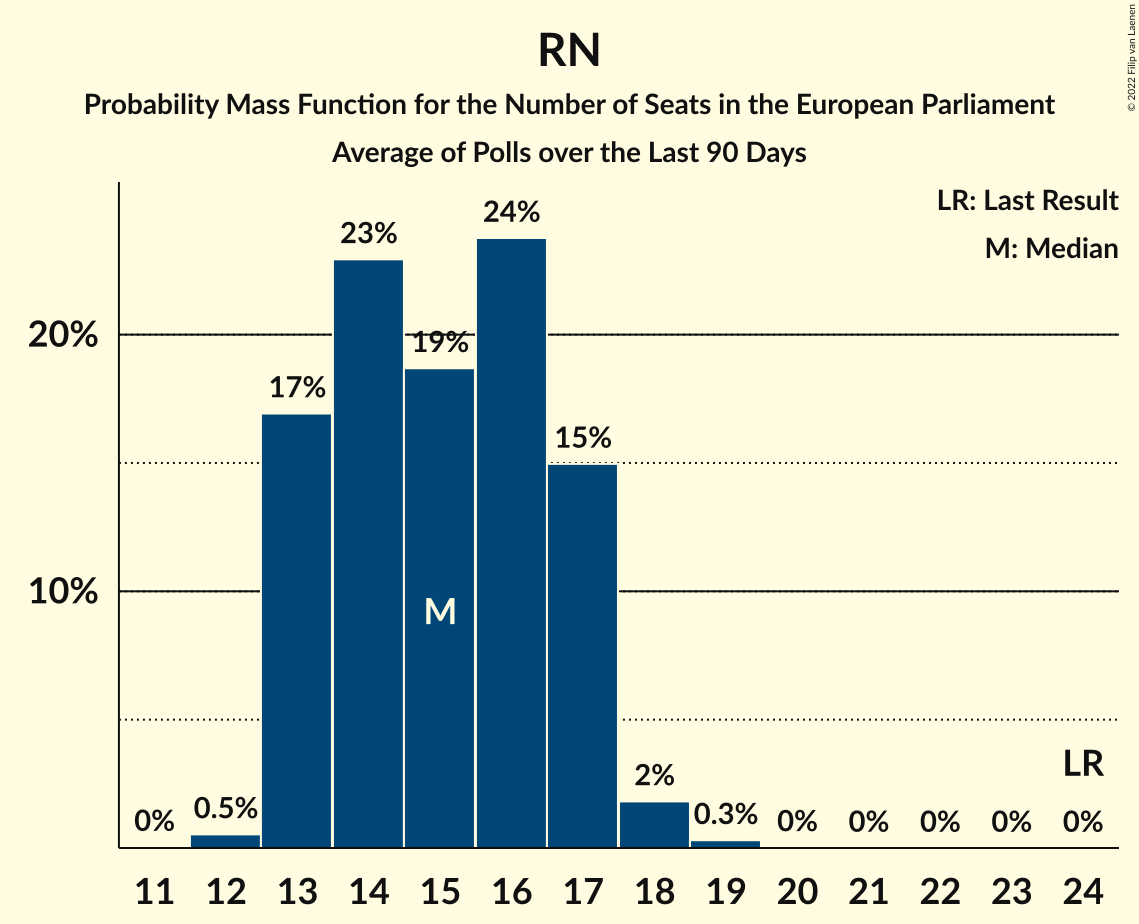 RN
Probability Mass Function for the Number of Seats in the European Parliament
Average of Polls over the Last 90 Days
© 2022 Filip van Laenen
LR: Last Result
M: Median
20%
10%
0%
0.5%
17%
23%
19%
24%
15%
2%
0.3%
0%
0%
0%
0%
0%
M
LR
11 12 13 14 15 16 17 18 19 20 21 22 23 24